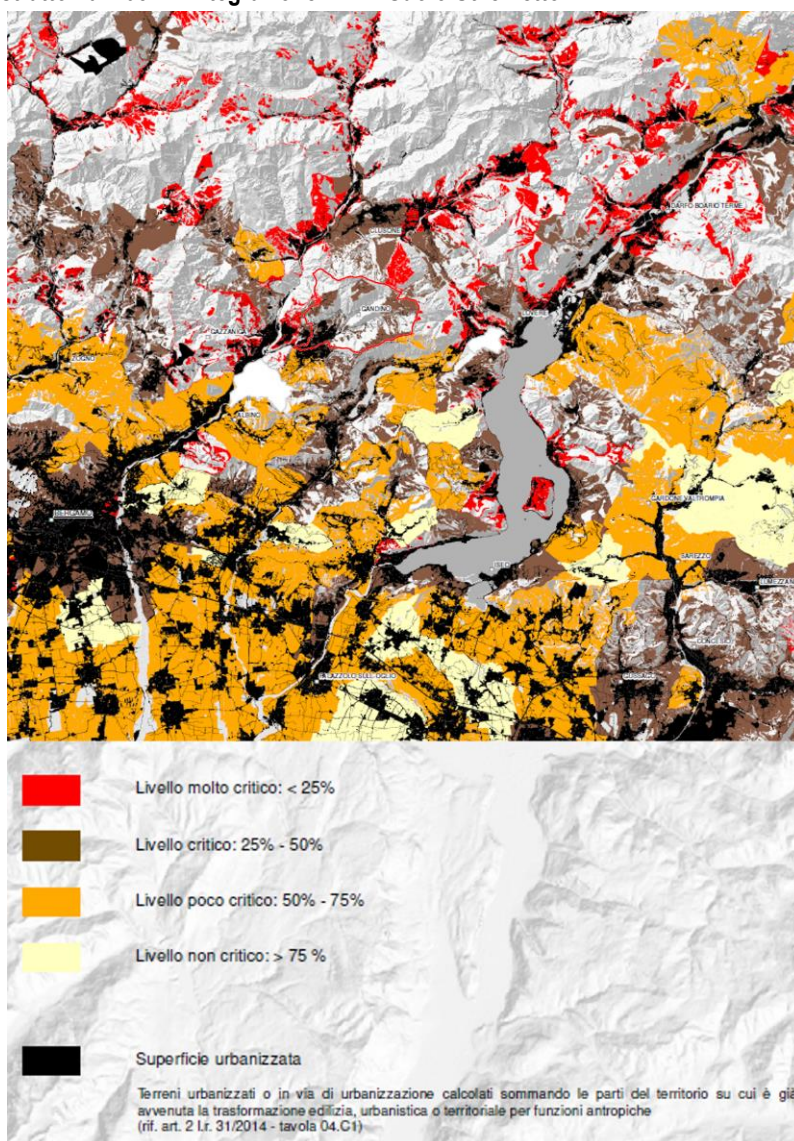 DARFO BOARIO TERME
CLUSONE
GANDINO
LOVERE
GAZZANIGA
ZOGNO
ALBINO
BERGAMO
GARDONE VALTROMPIA
SAREZZO
ISEO
LUMEZZAN
CONCESIO
PALAZZOLO SULL'OGLIO
GUSSAGO
Livello molto critico: < 25%
Livello critico: 25% - 50%
Livello poco critico: 50% - 75%
Livello non critico: > 75 %
Superficie urbanizzata
Terreni urbanizzati o in via di urbanizzazione calcolati sommando le parti del territorio su cui è già
avvenuta la trasformazione edilizia, urbanistica o territoriale per funzioni antropiche
(rif. art. 2 l.r. 31/2014 - tavola 04.C1)